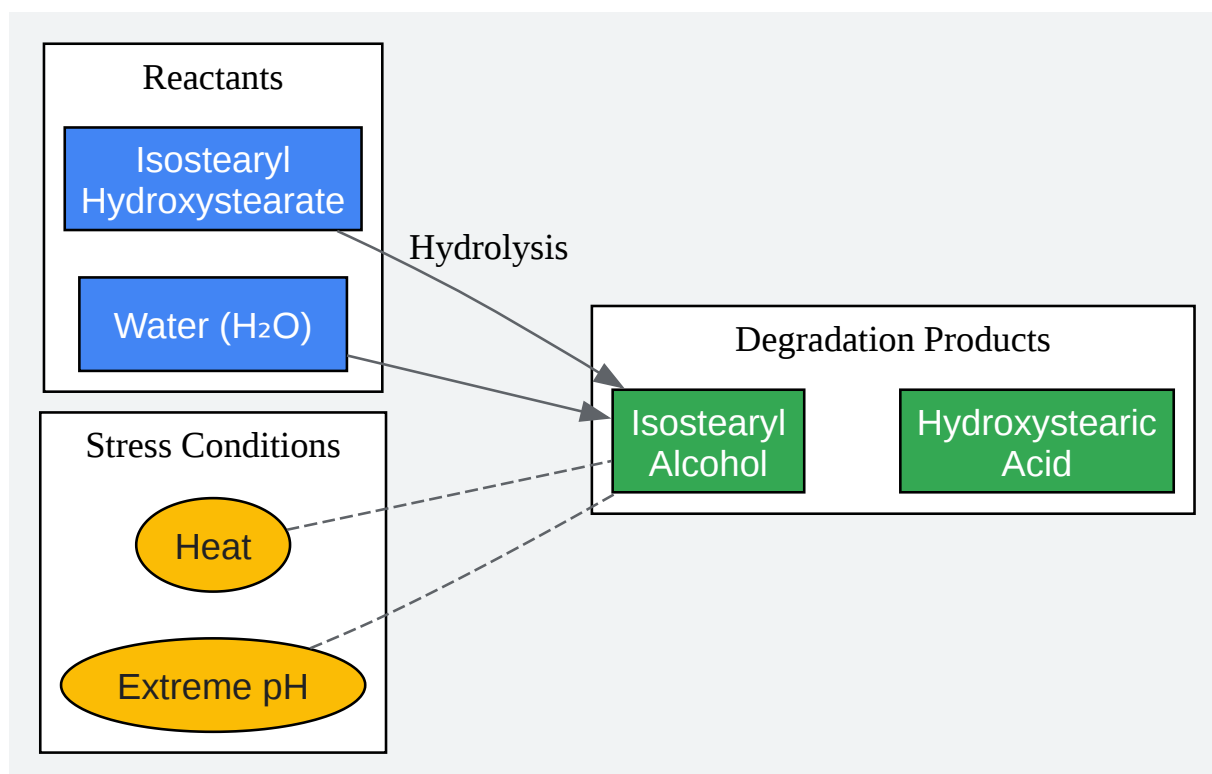 Reactants
Isostearyl
Hydroxystearate
Water (H₂O)
Hydrolysis
Degradation Products
Isostearyl
Alcohol
Hydroxystearic
Acid
Stress Conditions
Heat
Extreme pH